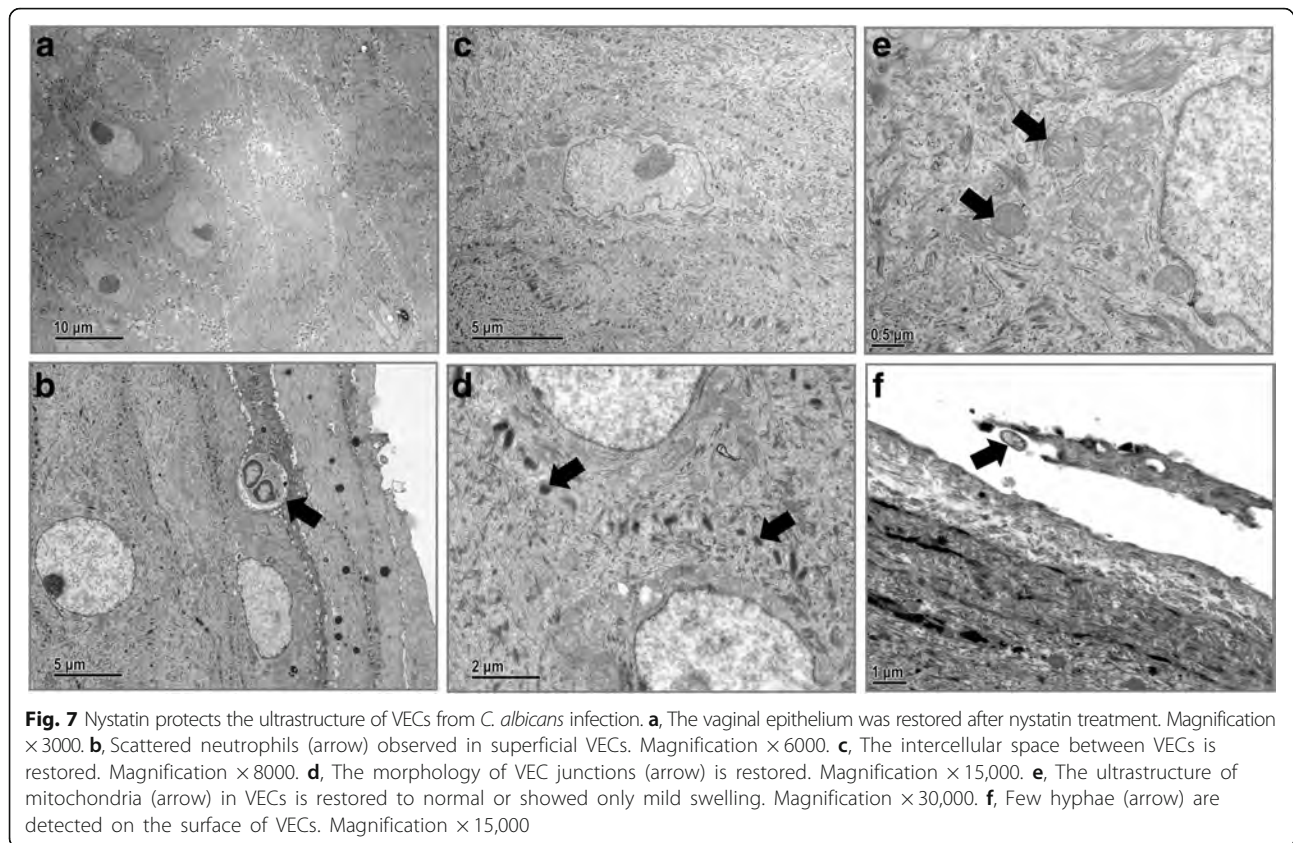 a
10 µm
c
5 µm
e
0.5 µm
b
5 µm
d
2 µm
f
1 µm
Fig. 7 Nystatin protects the ultrastructure of VECs from C. albicans infection. a, The vaginal epithelium was restored after nystatin treatment. Magnification
× 3000. b, Scattered neutrophils (arrow) observed in superficial VECs. Magnification × 6000. c, The intercellular space between VECs is
restored. Magnification × 8000. d, The morphology of VEC junctions (arrow) is restored. Magnification × 15,000. e, The ultrastructure of
mitochondria (arrow) in VECs is restored to normal or showed only mild swelling. Magnification × 30,000. f, Few hyphae (arrow) are
detected on the surface of VECs. Magnification × 15,000